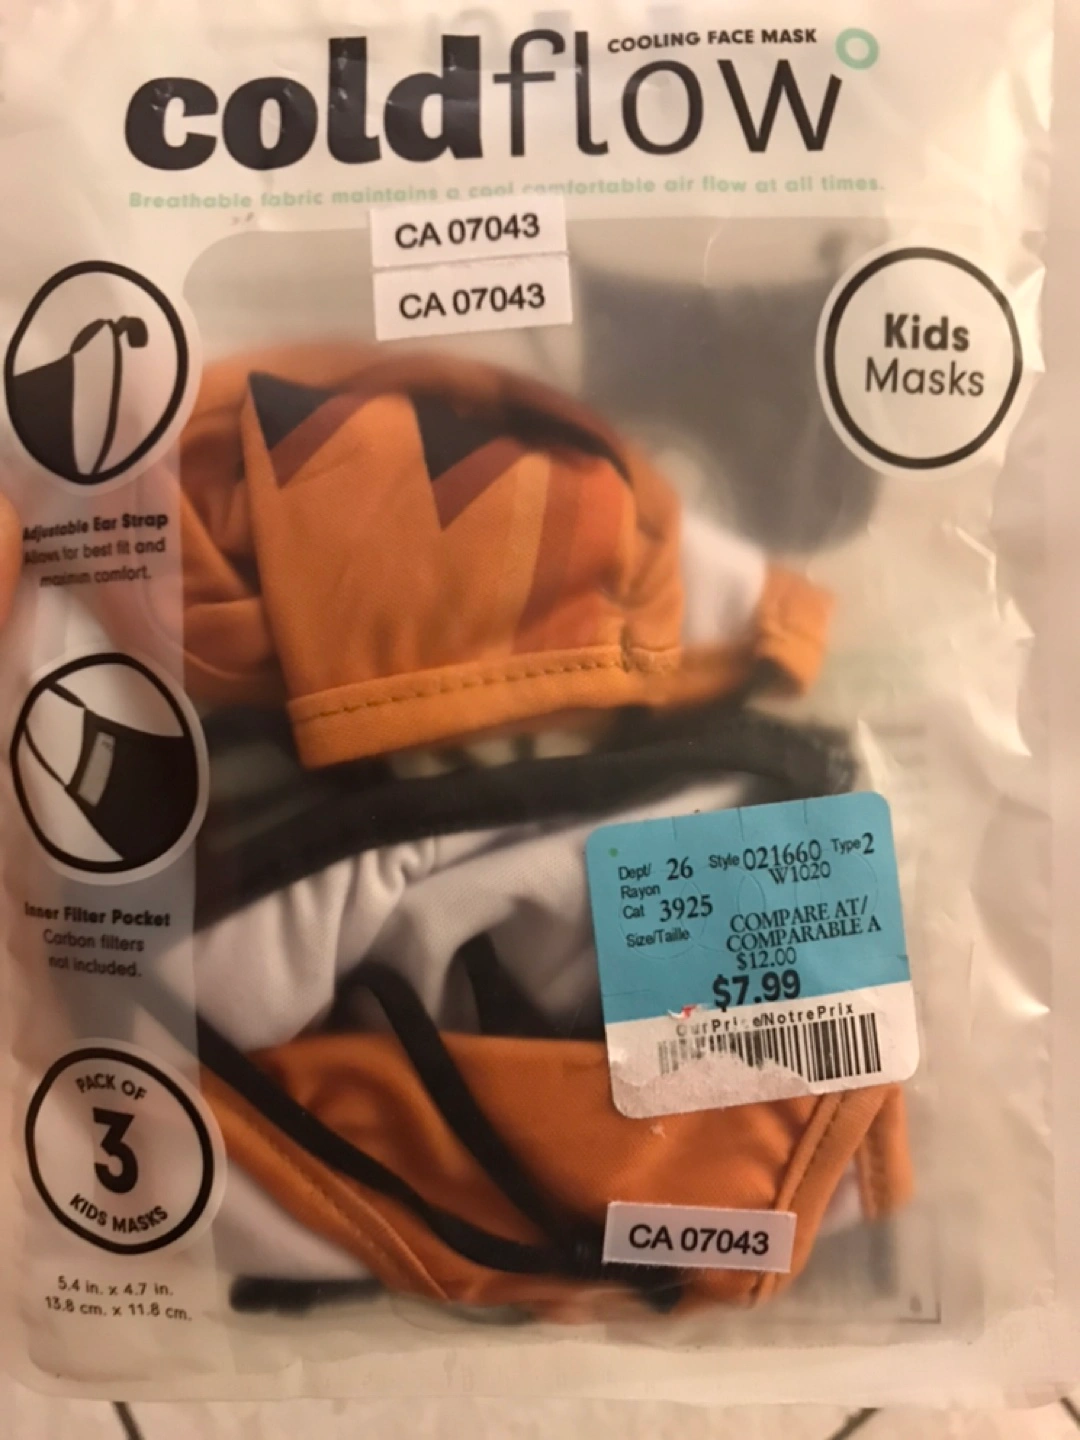 COOLING FACE MASK
coldflow
Breathable fabric maintains a cool comfortable air flow at all times.
CA 07043
CA 07043
Kids
Masks
Adjustable Ear Strap
Allows for best fit and
comfort.
Inner Filter Pocket
Carbon filters
not included.
Dept/ 26 Style 021660 Type 2
Rayon W1020
Cat 3925
Size/Taille
COMPARE AT/
COMPARABLE A
$12.00
$7.99
OurPrice/NotrePrix
PACK OF
3
KIDS MASKS
CA 07043
5.4 in. x 4.7 in.
13.8 cm. x 11.8 cm.